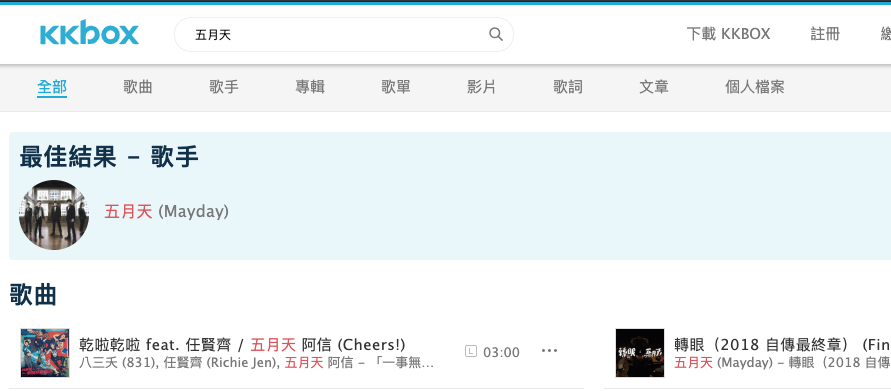 KKBOX
五月天
下載 KKBOX
註冊
全部 歌曲 歌手 專輯 歌單 影片 歌詞 文章 個人檔案
最佳結果 – 歌手
五月天 (Mayday)
歌曲
乾啦乾啦 feat. 任賢齊 / 五月天 阿信 (Cheers!)
八三夭 (831), 任賢齊 (Richie Jen), 五月天 阿信 – 「一事無...
L 03:00 ...
轉眼（2018 自傳最終章） (Fin
五月天 (Mayday) – 轉眼（2018 自傳